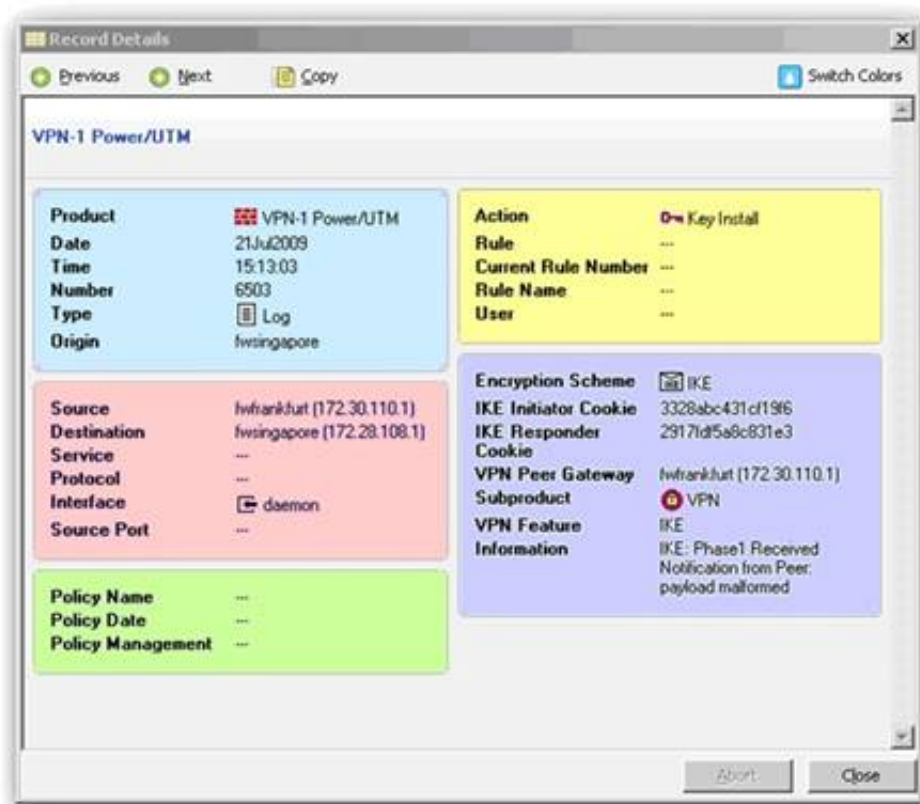 Record Details
Previous Next Copy Switch Colors
VPN-1 Power/UTM
Product VPN-1 Power/UTM
Date 21Jul2009
Time 15:13:03
Number 6503
Type Log
Origin fwsingapore
Source fwfrankfurt (172.30.110.1)
Destination fwsingapore (172.28.108.1)
Service ---
Protocol ---
Interface daemon
Source Port ---
Policy Name ---
Policy Date ---
Policy Management ---
Action Key Install
Rule ---
Current Rule Number ---
Rule Name ---
User ---
Encryption Scheme IKE
IKE Initiator Cookie 3328abc431cf19f6
IKE Responder 2917fdf5a8c831e3
Cookie
VPN Peer Gateway fwfrankfurt (172.30.110.1)
Subproduct VPN
VPN Feature IKE
Information IKE: Phase1 Received
Notification from Peer:
payload malformed
Abort Close